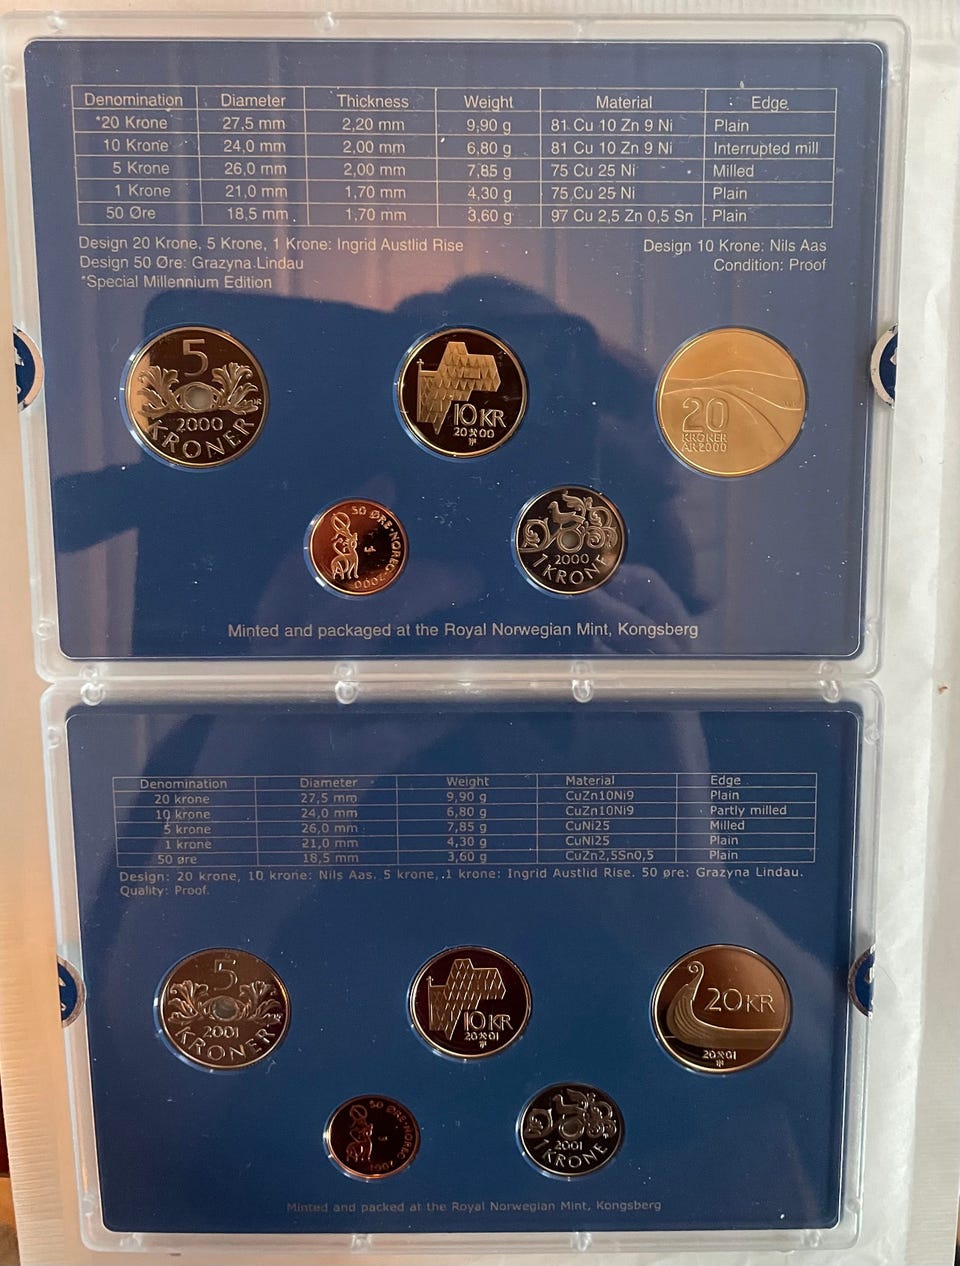 Denomination Diameter Thickness Weight Material Edge
*20 Krone 27,5 mm 2,20 mm 9,90 g 81 Cu 10 Zn 9 Ni Plain
10 Krone 24,0 mm 2,00 mm 6,80 g 81 Cu 10 Zn 9 Ni Interrupted mill
5 Krone 26,0 mm 2,00 mm 7,85 g 75 Cu 25 Ni Milled
1 Krone 21,0 mm 1,70 mm 4,30 g 75 Cu 25 Ni Plain
50 Øre 18,5 mm 1,70 mm 3,60 g 97 Cu 2,5 Zn 0,5 Sn Plain
Design 20 Krone, 5 Krone, 1 Krone: Ingrid Austlid Rise
Design 50 Øre: Grazyna Lindau
*Special Millennium Edition
Design 10 Krone: Nils Aas
Condition: Proof
5
2000
KRONER
10 KR
20 00
20
KRONER
ÅR 2000
50 ØRE·NOREG·2000
2000
1 KRONE
Minted and packaged at the Royal Norwegian Mint, Kongsberg
Denomination Diameter Weight Material Edge
20 krone 27,5 mm 9,90 g CuZn10Ni9 Plain
10 krone 24,0 mm 6,80 g CuZn10Ni9 Partly milled
5 krone 26,0 mm 7,85 g CuNi25 Milled
1 krone 21,0 mm 4,30 g CuNi25 Plain
50 øre 18,5 mm 3,60 g CuZn2,5Sn0,5 Plain
Design: 20 krone, 10 krone: Nils Aas. 5 krone, 1 krone: Ingrid Austlid Rise. 50 øre: Grazyna Lindau.
Quality: Proof.
5
2001
KRONER
10 KR
20 01
20 KR
20 01
50 ØRE·NOREG·2001
2001
1 KRONE
Minted and packed at the Royal Norwegian Mint, Kongsberg